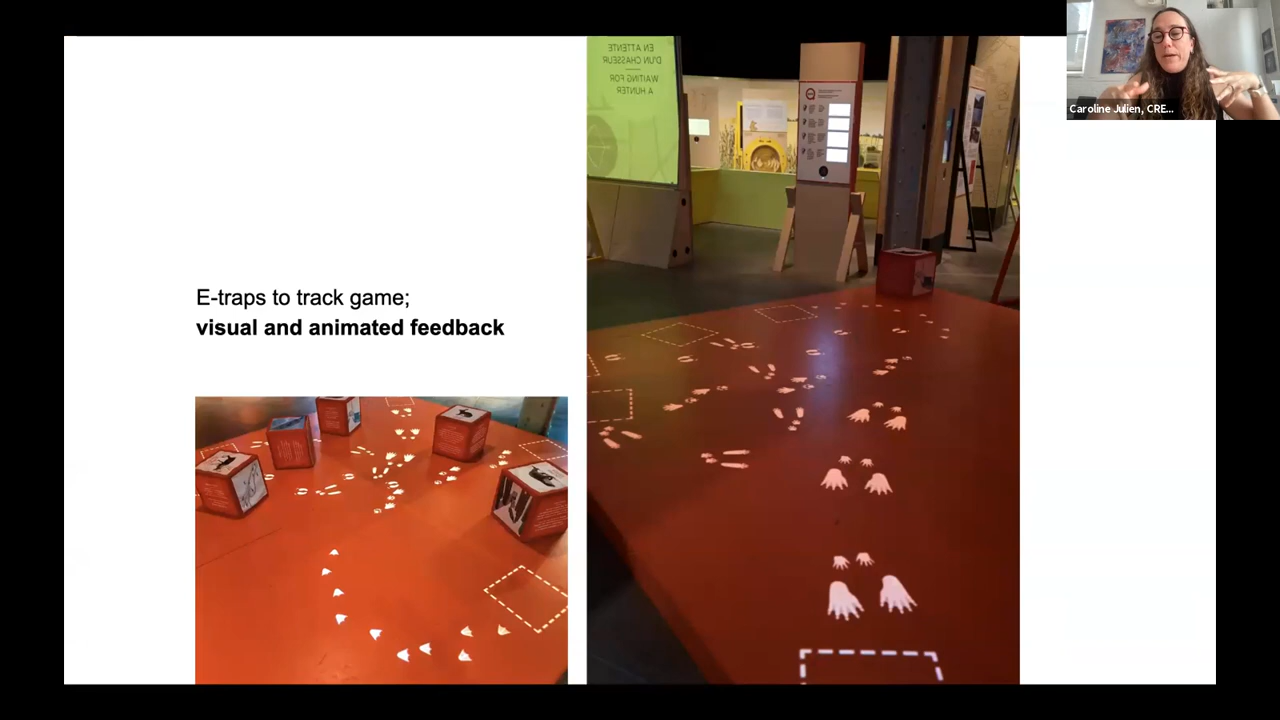 EN ATTENTE
D'UN CHASSEUR
WAITING FOR
A HUNTER
Caroline Julien, CRE...
E-traps to track game;
visual and animated feedback